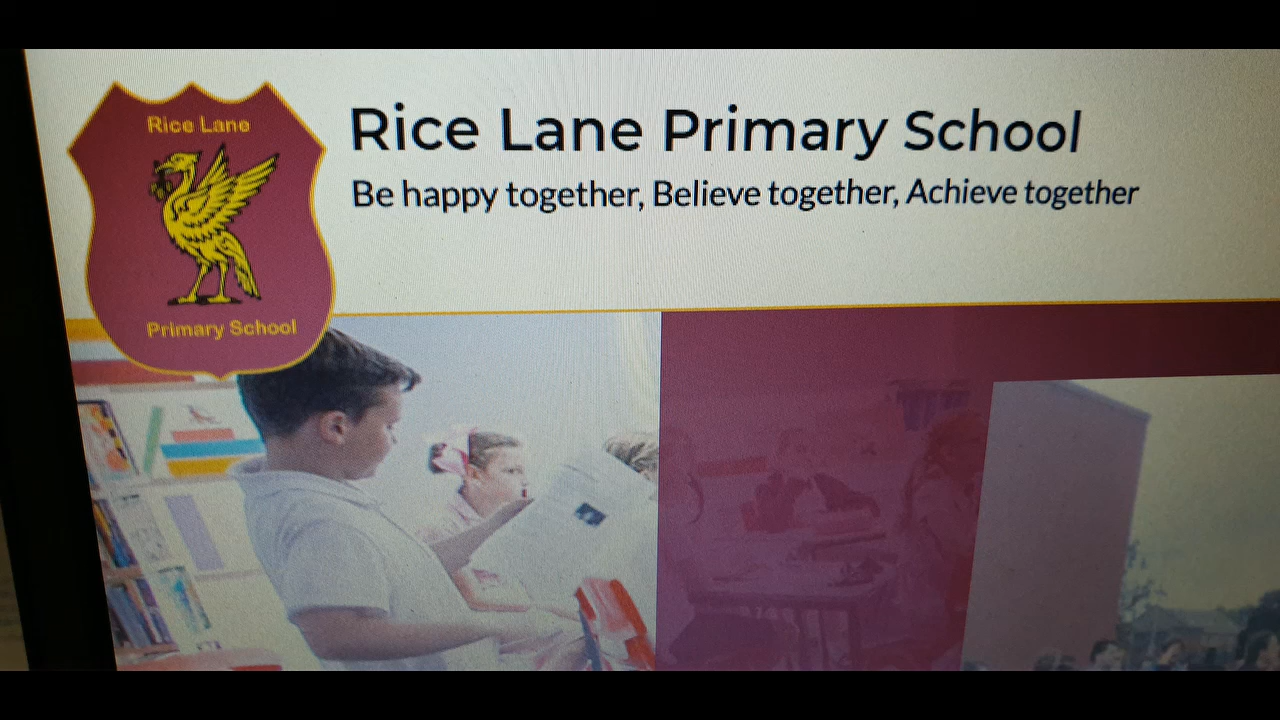 Rice Lane
Primary School
Rice Lane Primary School
Be happy together, Believe together, Achieve together